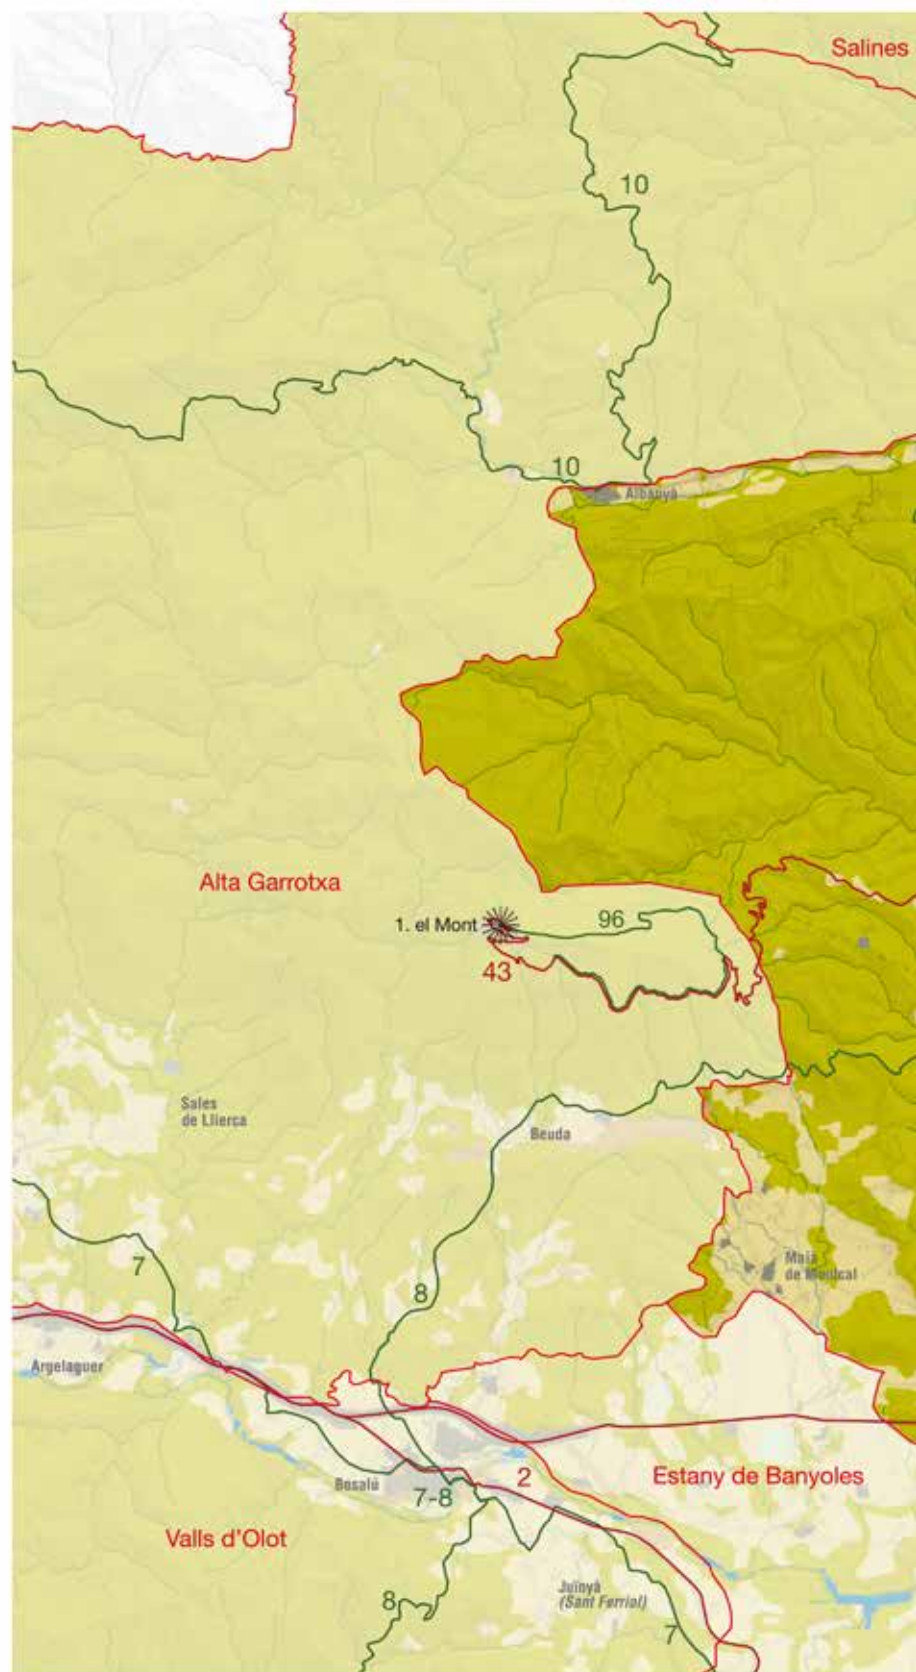 Salines
10
10
Albanyà
Alta Garrotxa
1. el Mont
96
43
Sales
de Llierca
Beuda
7
8
Maià
de Montcal
Argelaguer
Besalú
2
7-8
Estany de Banyoles
Valls d'Olot
8
Juinyà
(Sant Ferriol)
7